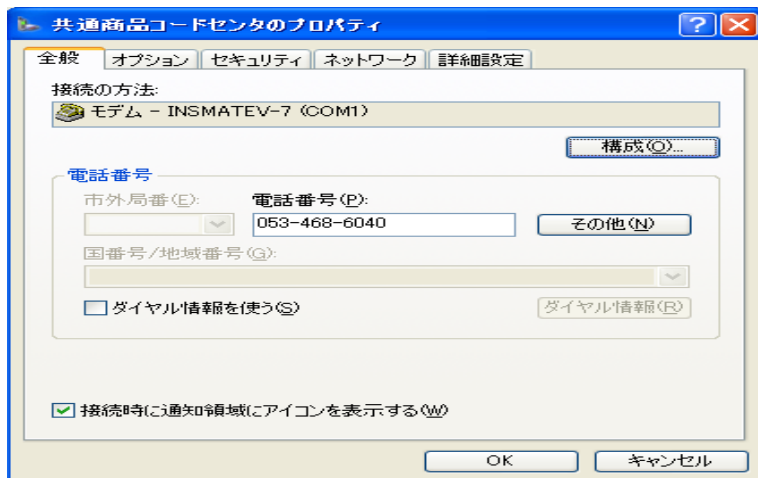 共通商品コードセンタのプロパティ
全般 オプション セキュリティ ネットワーク 詳細設定
接続の方法:
モデム - INSMATEV-7 (COM1)
構成(O)...
電話番号
市外局番(E): 電話番号(P):
053-468-6040 その他(N)
国番号/地域番号(G):
ダイヤル情報を使う(S) ダイヤル情報(R)
接続時に通知領域にアイコンを表示する(W)
OK キャンセル